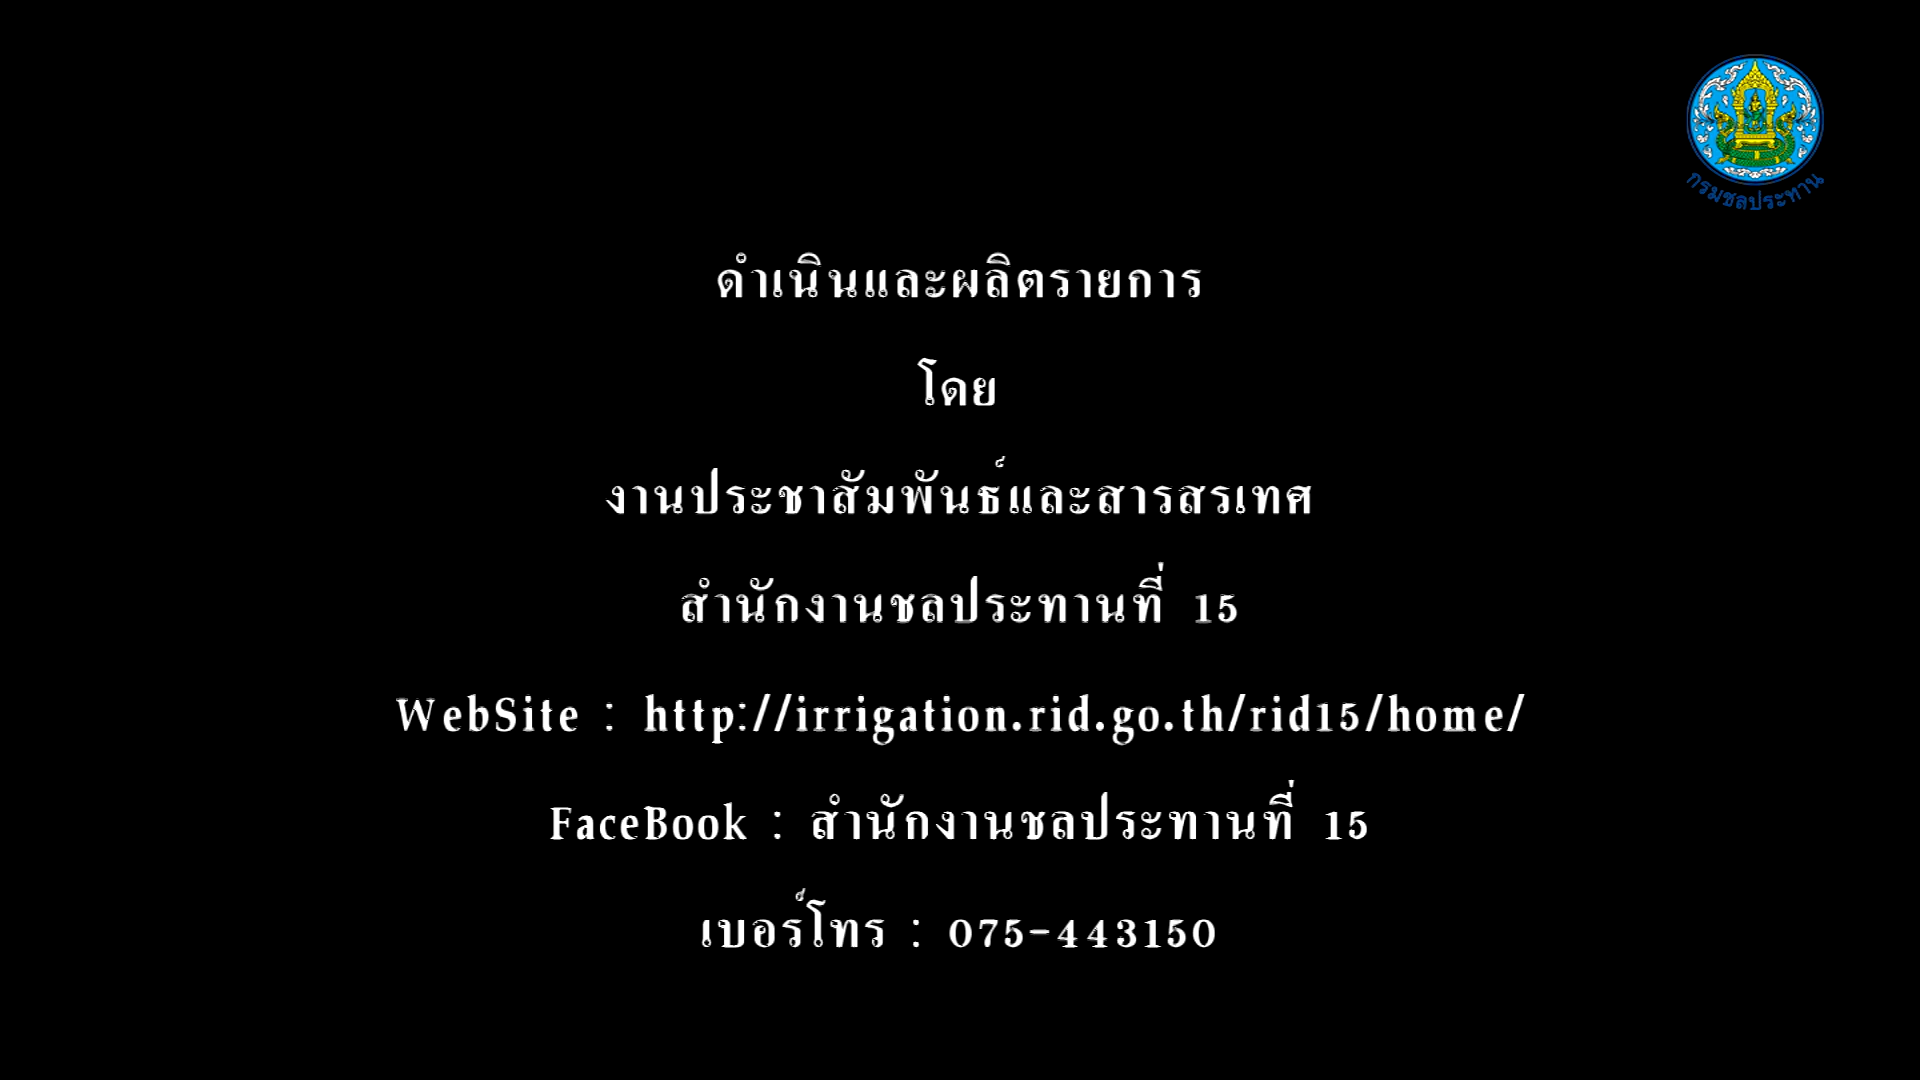 กรมชลประทาน
ดำเนินและผลิตรายการ
โดย
งานประชาสัมพันธ์และสารสรเทศ
สำนักงานชลประทานที่ 15
WebSite : http://irrigation.rid.go.th/rid15/home/
FaceBook : สำนักงานชลประทานที่ 15
เบอร์โทร : 075-443150